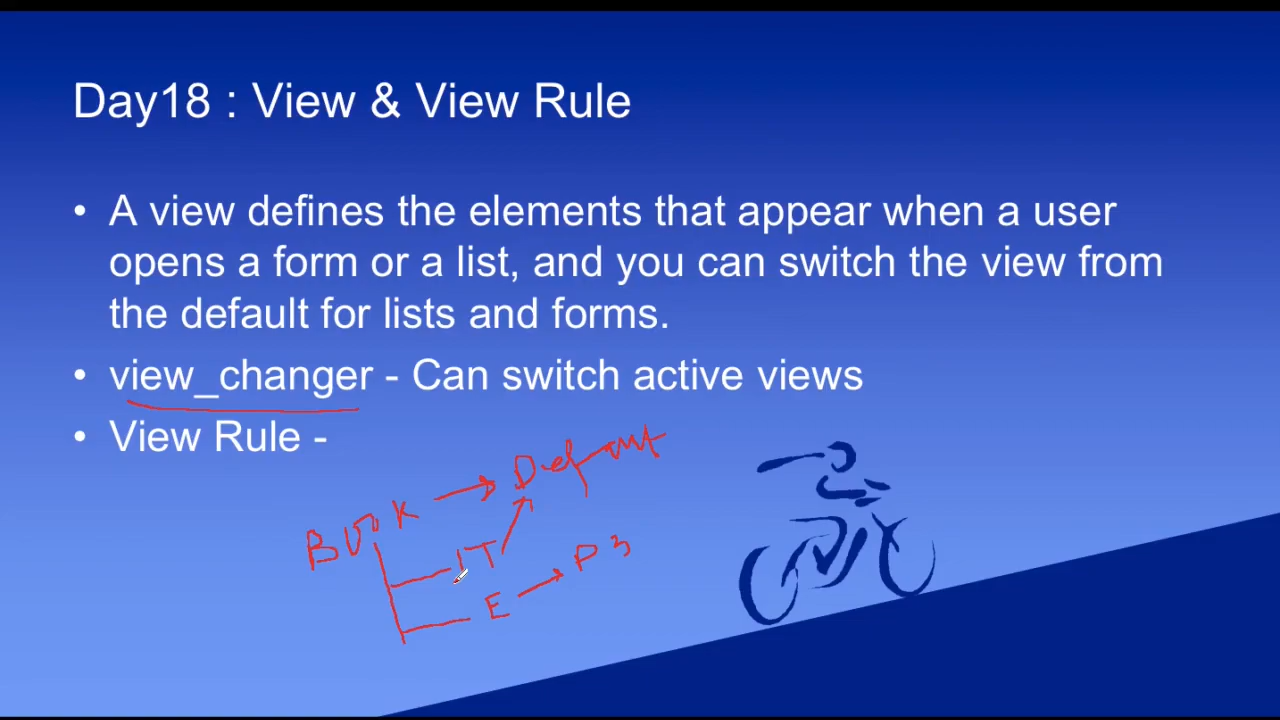 Day18 : View & View Rule
• A view defines the elements that appear when a user
opens a form or a list, and you can switch the view from
the default for lists and forms.
• view_changer - Can switch active views
• View Rule -
Book → Default
IT
E → P3